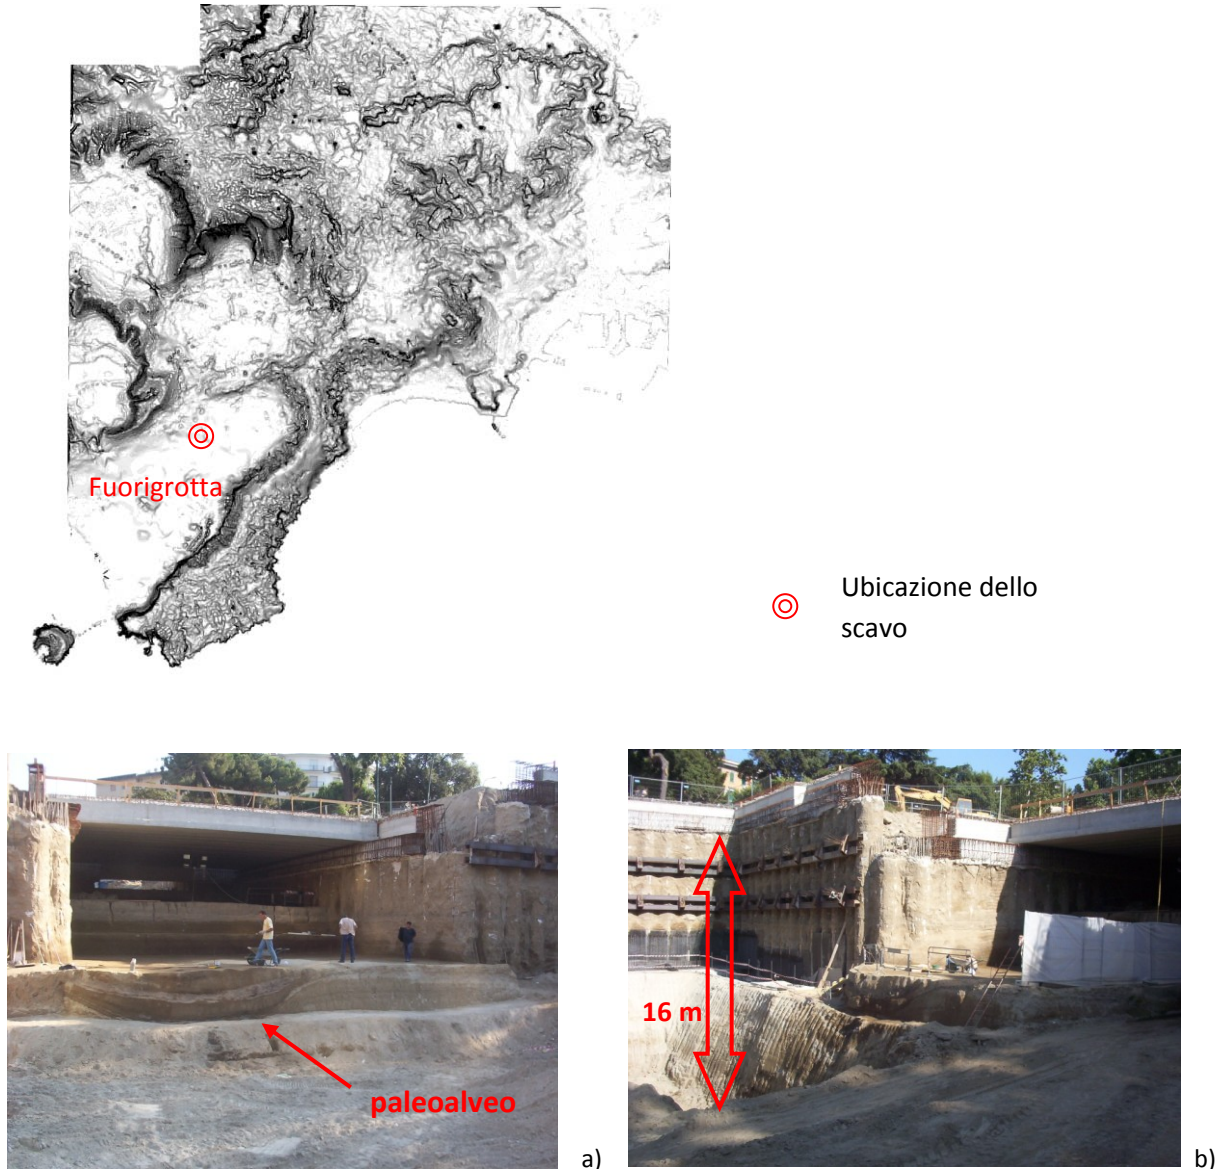 Fuorigrotta
Ubicazione dello
scavo
paleoalveo
a)
16 m
b)